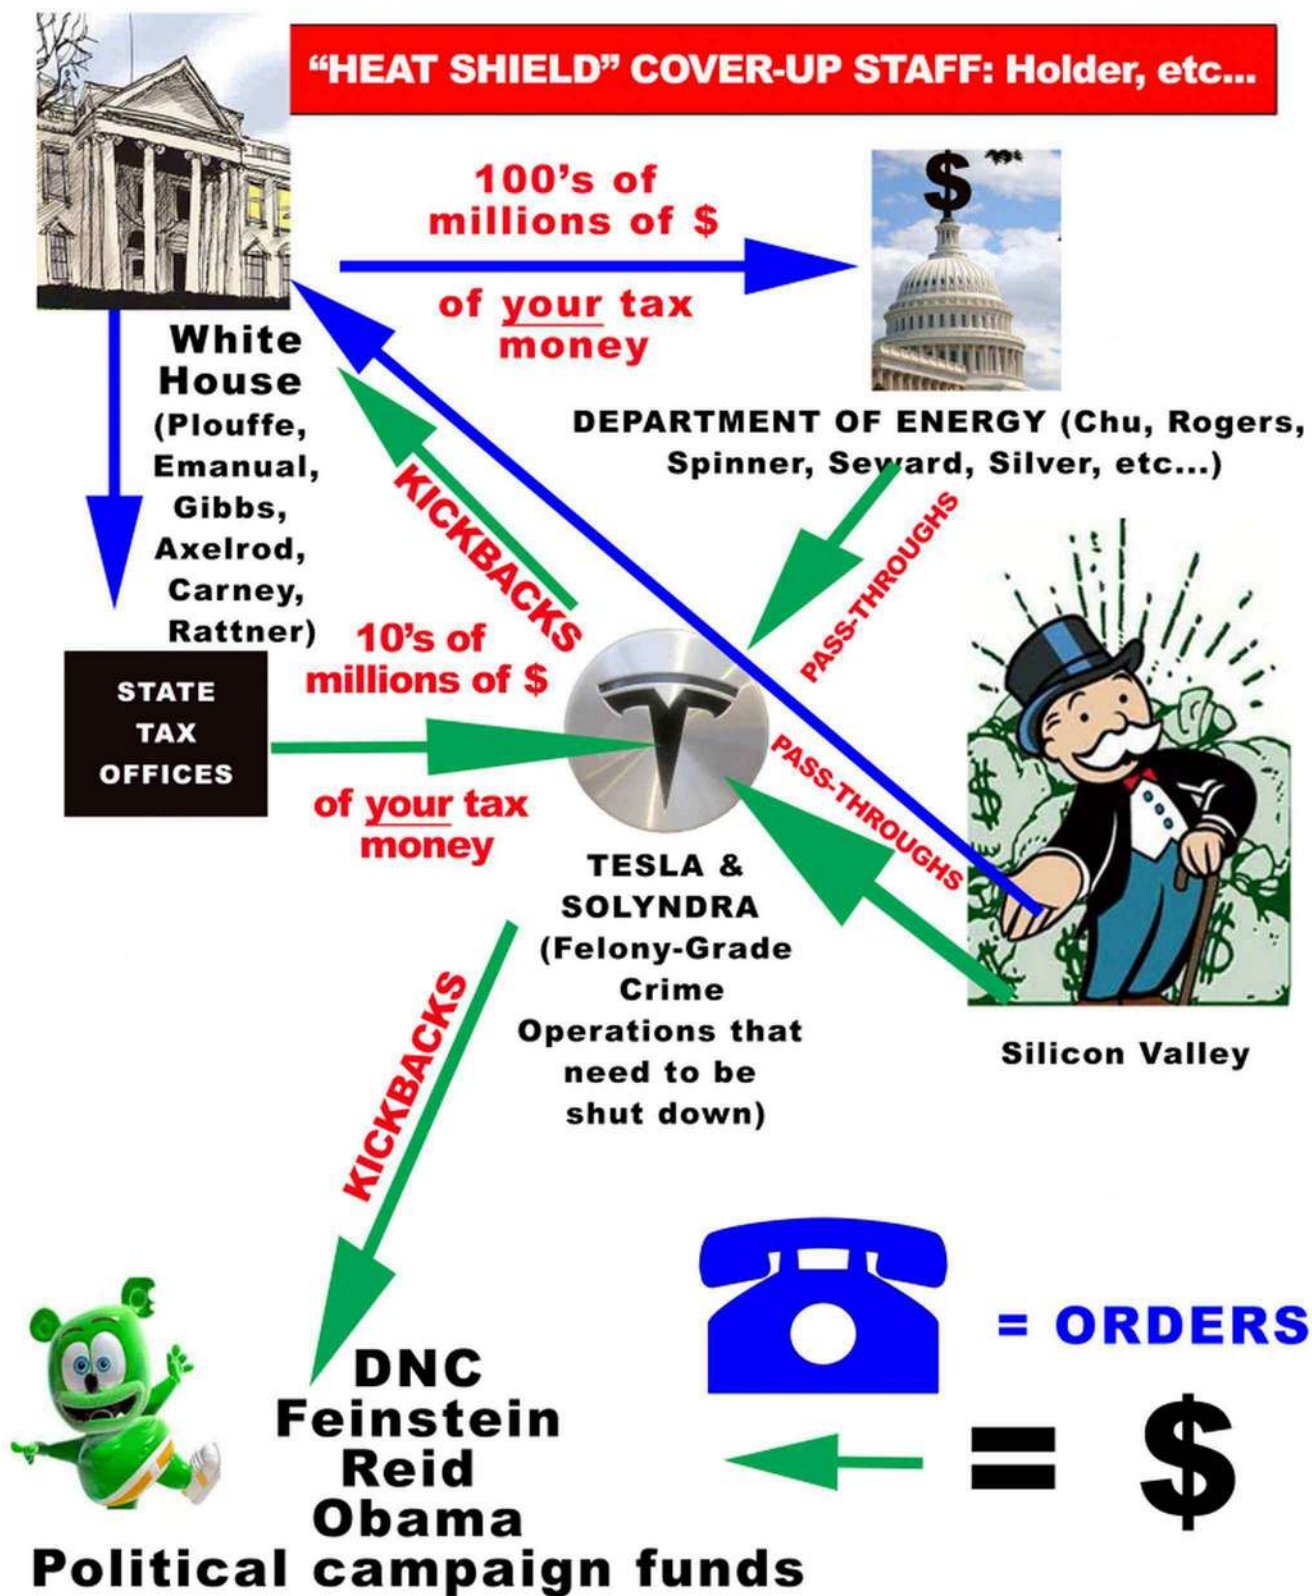 “HEAT SHIELD” COVER-UP STAFF: Holder, etc...
100's of
millions of $
of your tax
money
$
White
House
(Plouffe,
Emanual,
Gibbs,
Axelrod,
Carney,
Rattner)
DEPARTMENT OF ENERGY (Chu, Rogers,
Spinner, Seward, Silver, etc...)
KICKBACKS
PASS-THROUGHS
STATE
TAX
OFFICES
10's of
millions of $
of your tax
money
PASS-THROUGHS
TESLA &
SOLYNDRA
(Felony-Grade
Crime
Operations that
need to be
shut down)
$
$
$
Silicon Valley
KICKBACKS
= ORDERS
= $
DNC
Feinstein
Reid
Obama
Political campaign funds